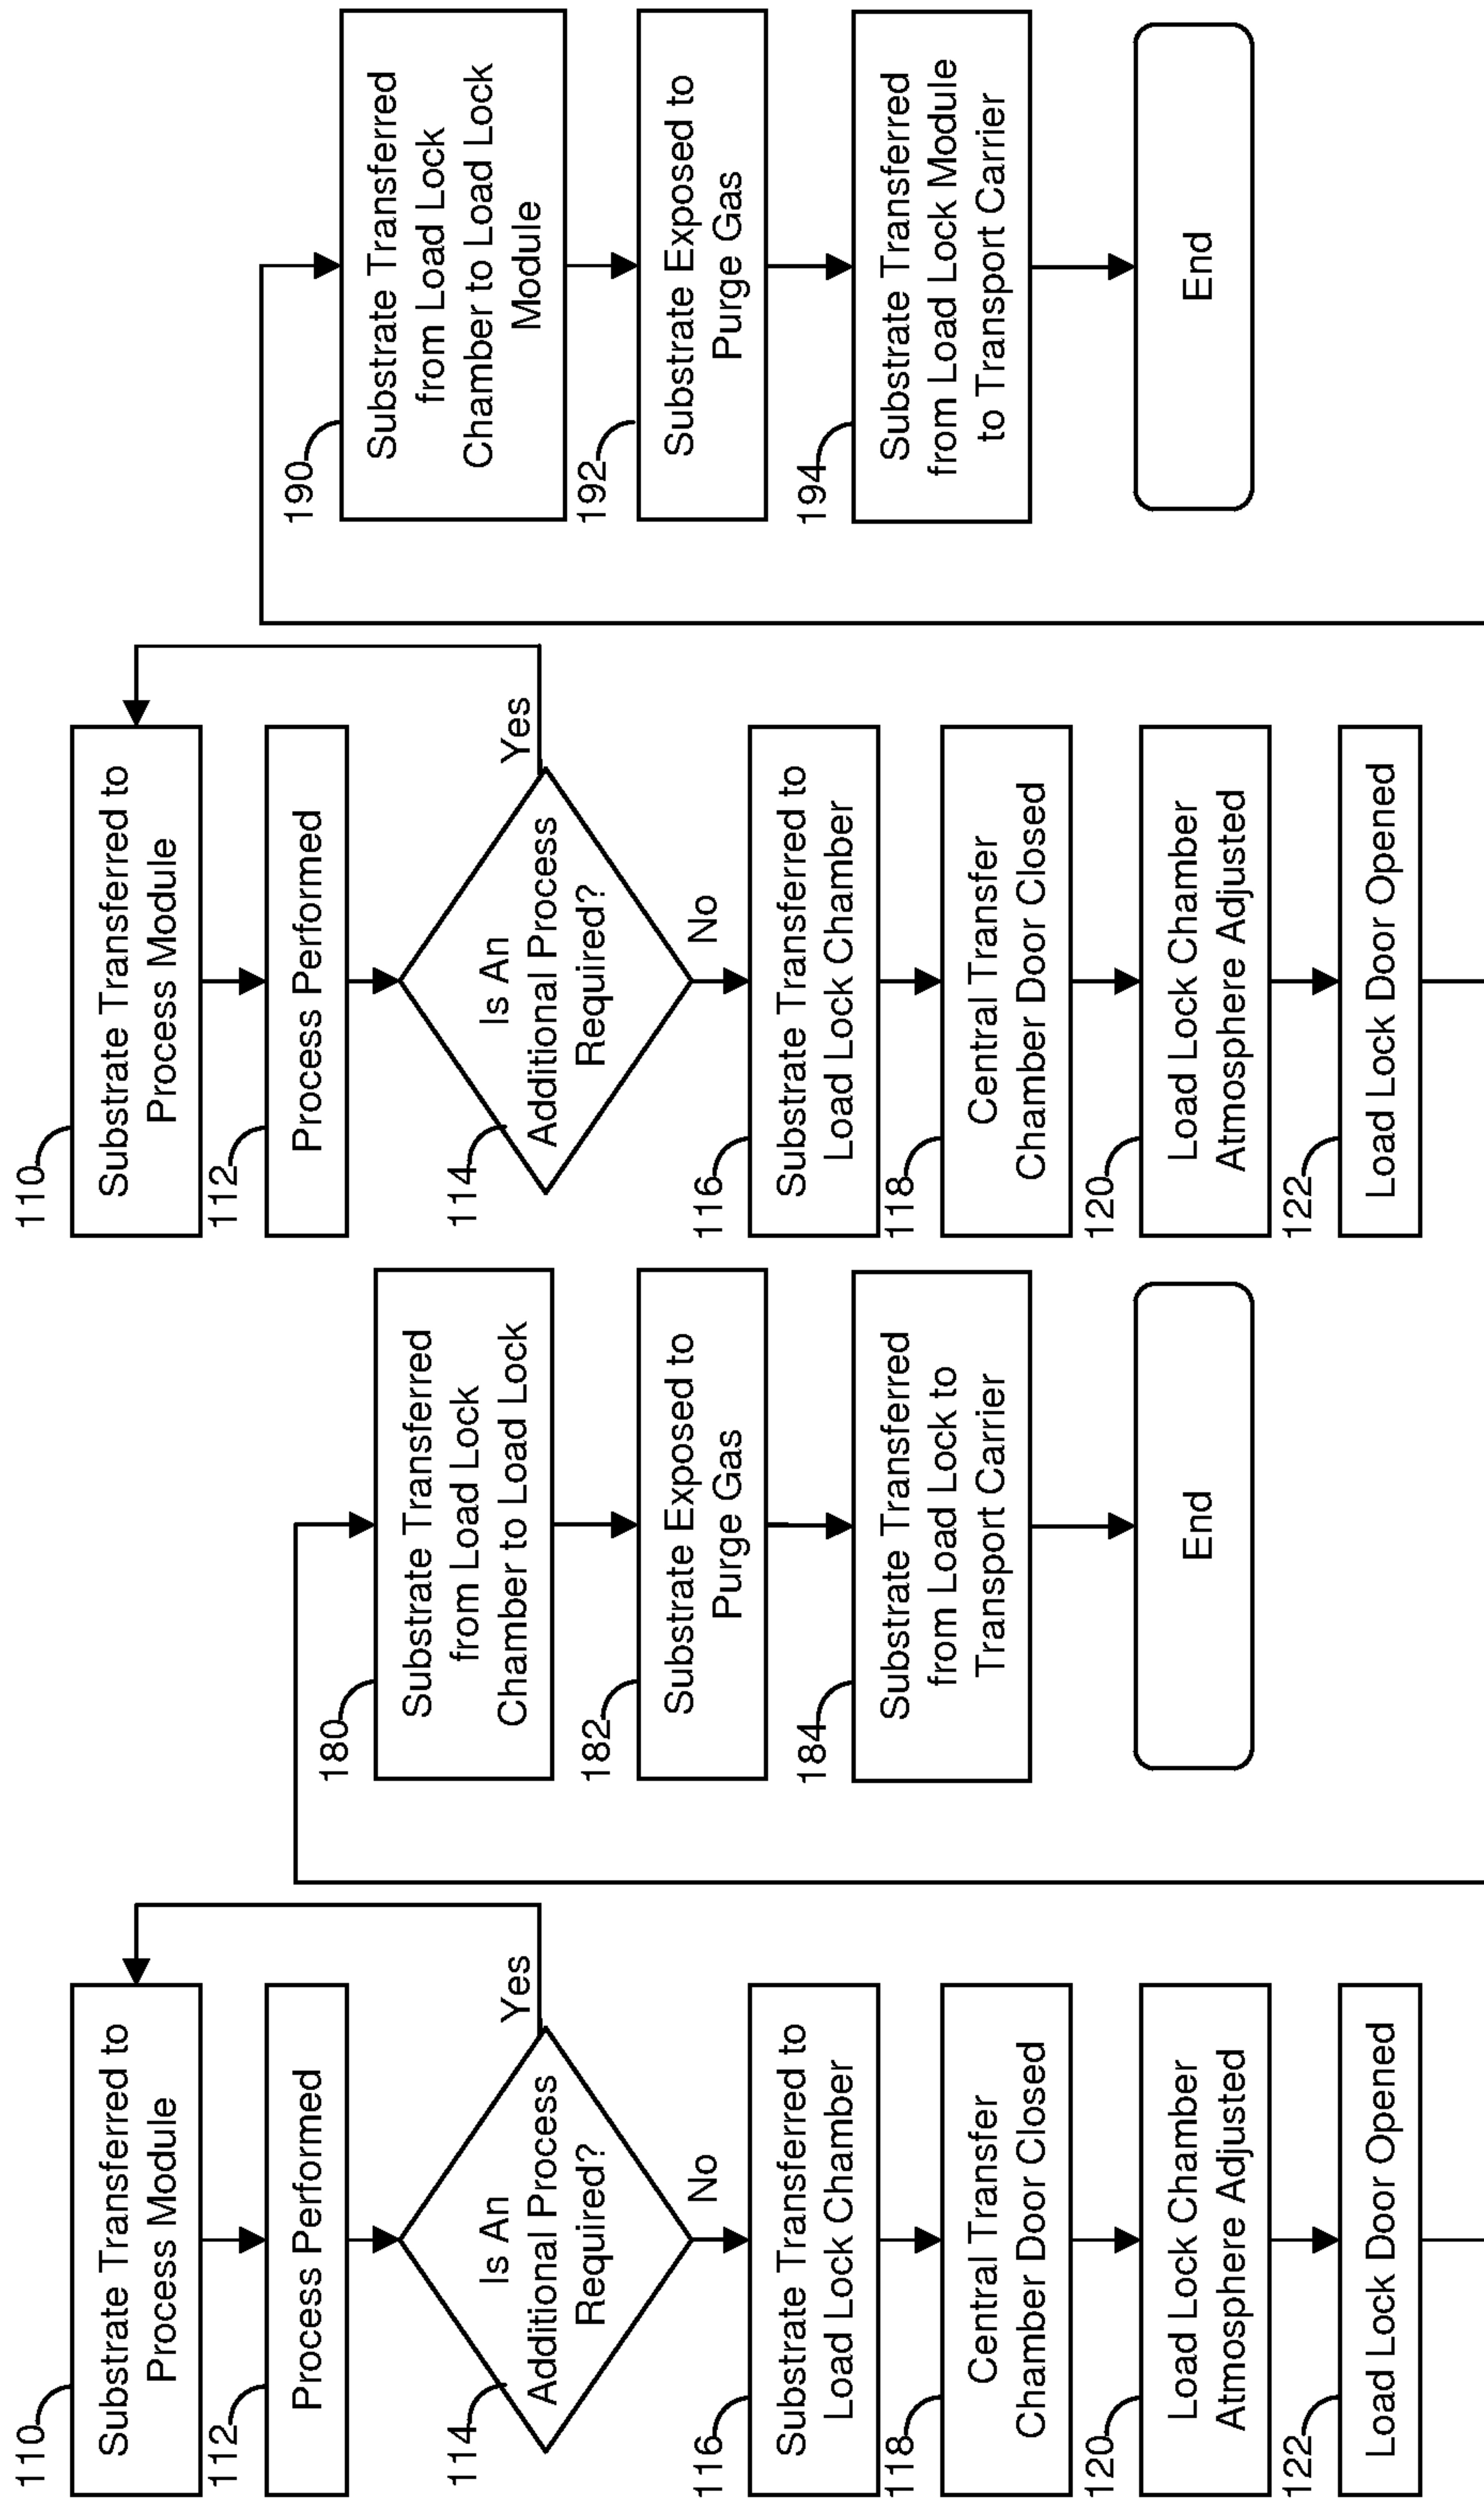 110
Substrate Transferred to
Process Module
112
Process Performed
114
Is An
Additional Process
Required?
Yes
No
116
Substrate Transferred to
Load Lock Chamber
118
Central Transfer
Chamber Door Closed
120
Load Lock Chamber
Atmosphere Adjusted
122
Load Lock Door Opened
180
Substrate Transferred
from Load Lock
Chamber to Load Lock
182
Substrate Exposed to
Purge Gas
184
Substrate Transferred
from Load Lock to
Transport Carrier
End
110
Substrate Transferred to
Process Module
112
Process Performed
114
Is An
Additional Process
Required?
Yes
No
116
Substrate Transferred to
Load Lock Chamber
118
Central Transfer
Chamber Door Closed
120
Load Lock Chamber
Atmosphere Adjusted
122
Load Lock Door Opened
190
Substrate Transferred
from Load Lock
Chamber to Load Lock
Module
192
Substrate Exposed to
Purge Gas
194
Substrate Transferred
from Load Lock Module
to Transport Carrier
End